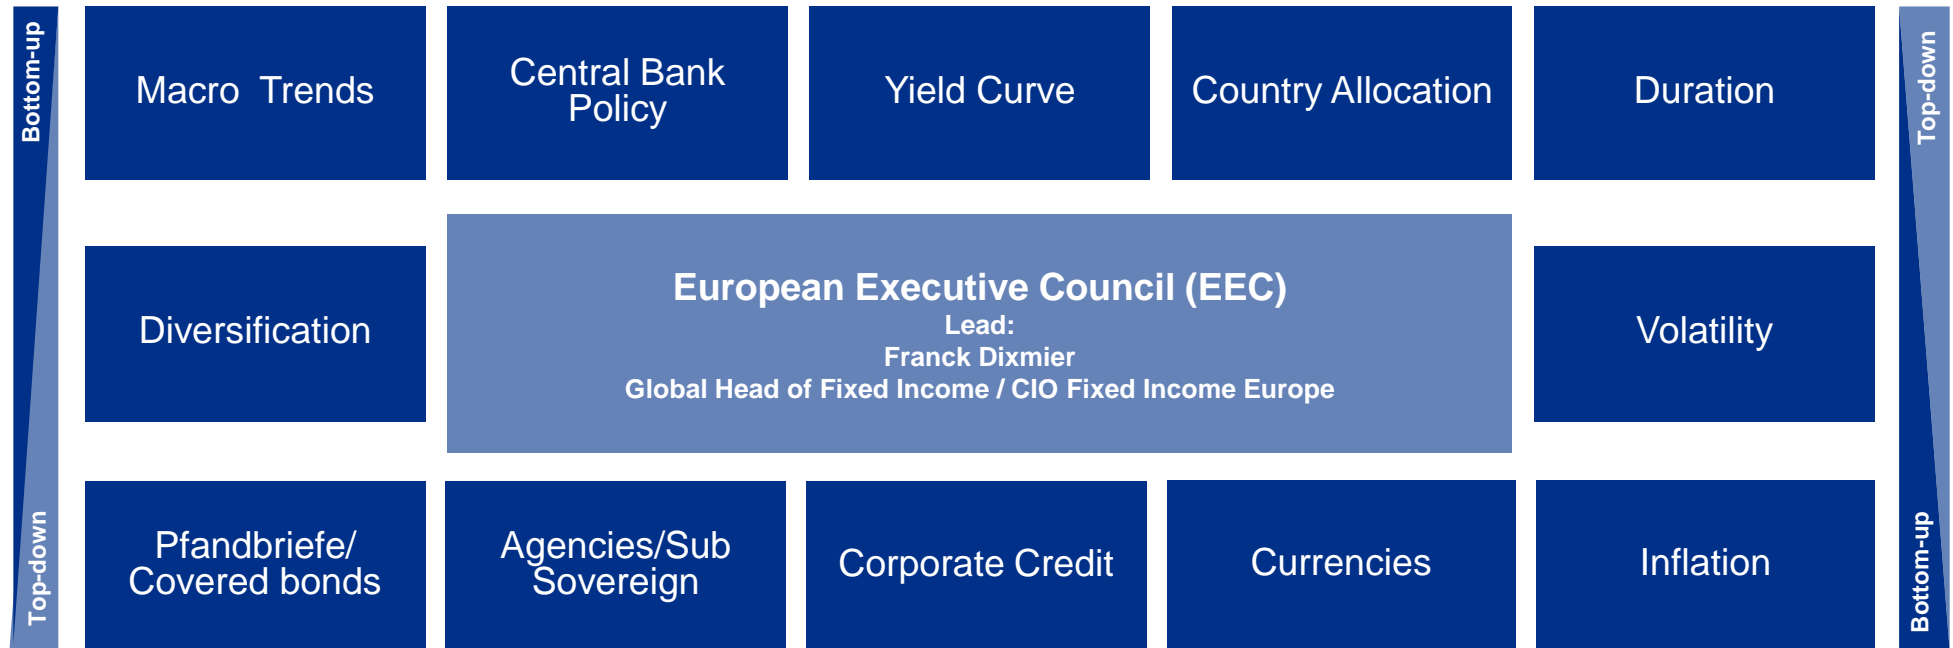 Bottom-up
Macro Trends
Central Bank
Policy
Yield Curve
Country Allocation
Duration
Top-down
Diversification
European Executive Council (EEC)
Lead:
Franck Dixmier
Global Head of Fixed Income / CIO Fixed Income Europe
Volatility
Top-down
Pfandbriefe/
Covered bonds
Agencies/Sub
Sovereign
Corporate Credit
Currencies
Inflation
Bottom-up